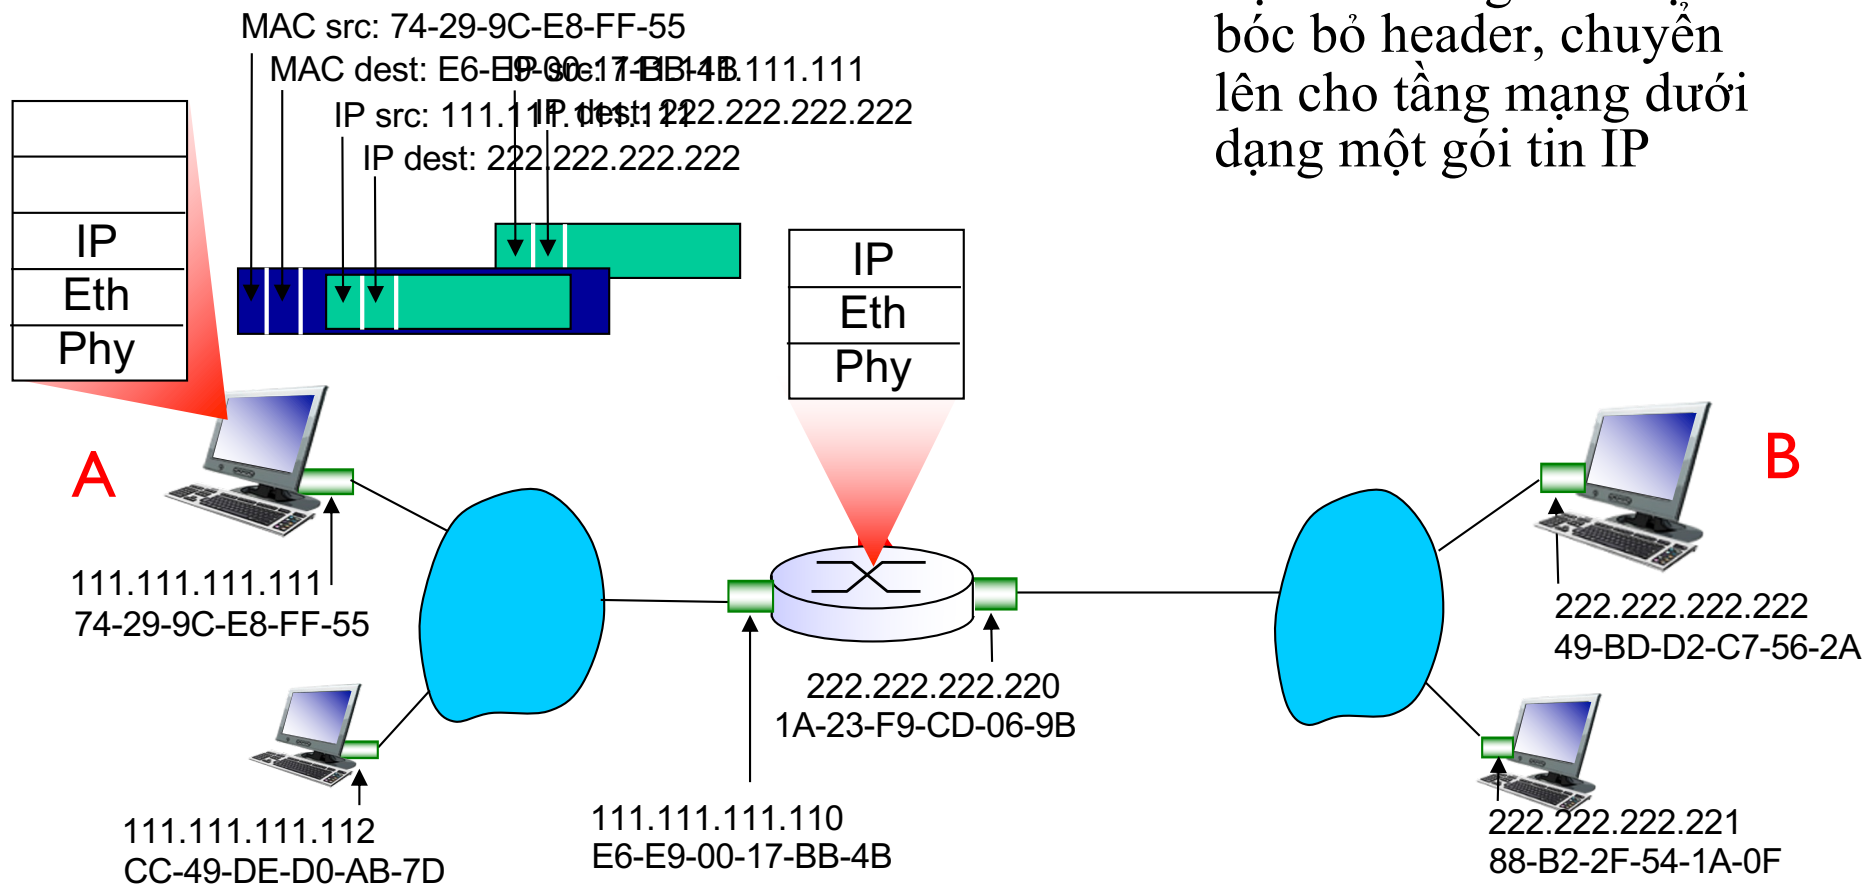 bóc bỏ header, chuyển
lên cho tầng mạng dưới
dạng một gói tin IP
MAC src: 74-29-9C-E8-FF-55
MAC dest: E6-E9-00-17-BB-4B
IP src: 111.111.111.111
IP dest: 222.222.222.222
IP src: 111.111.111.111
IP dest: 222.222.222.222
IP
Eth
Phy
IP
Eth
Phy
A
B
111.111.111.111
74-29-9C-E8-FF-55
222.222.222.222
49-BD-D2-C7-56-2A
222.222.222.220
1A-23-F9-CD-06-9B
111.111.111.112
CC-49-DE-D0-AB-7D
111.111.111.110
E6-E9-00-17-BB-4B
222.222.222.221
88-B2-2F-54-1A-0F